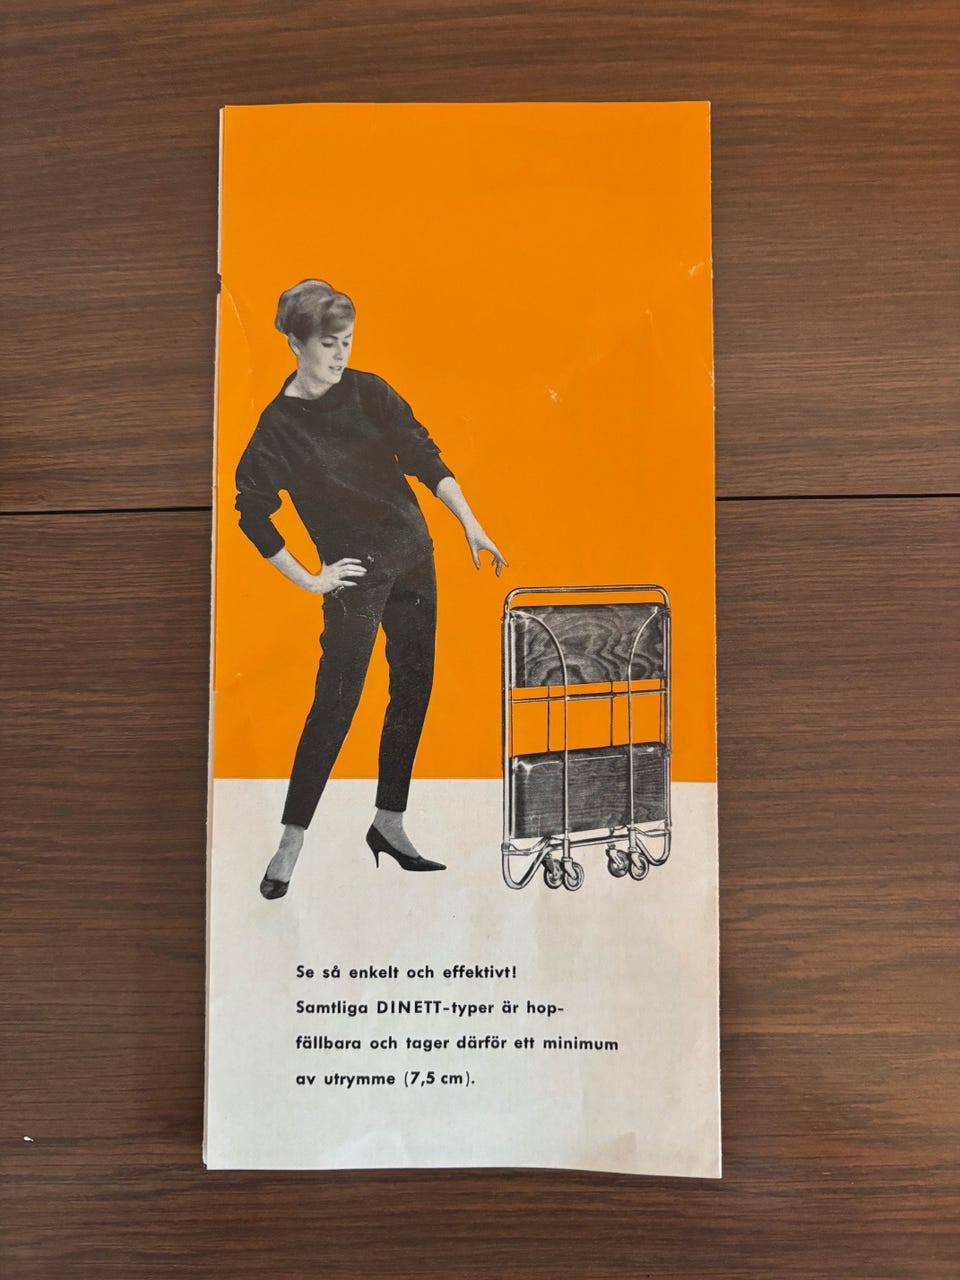 Se så enkelt och effektivt!
Samtliga DINETT-typer är hop-
fällbara och tager därför ett minimum
av utrymme (7,5 cm).